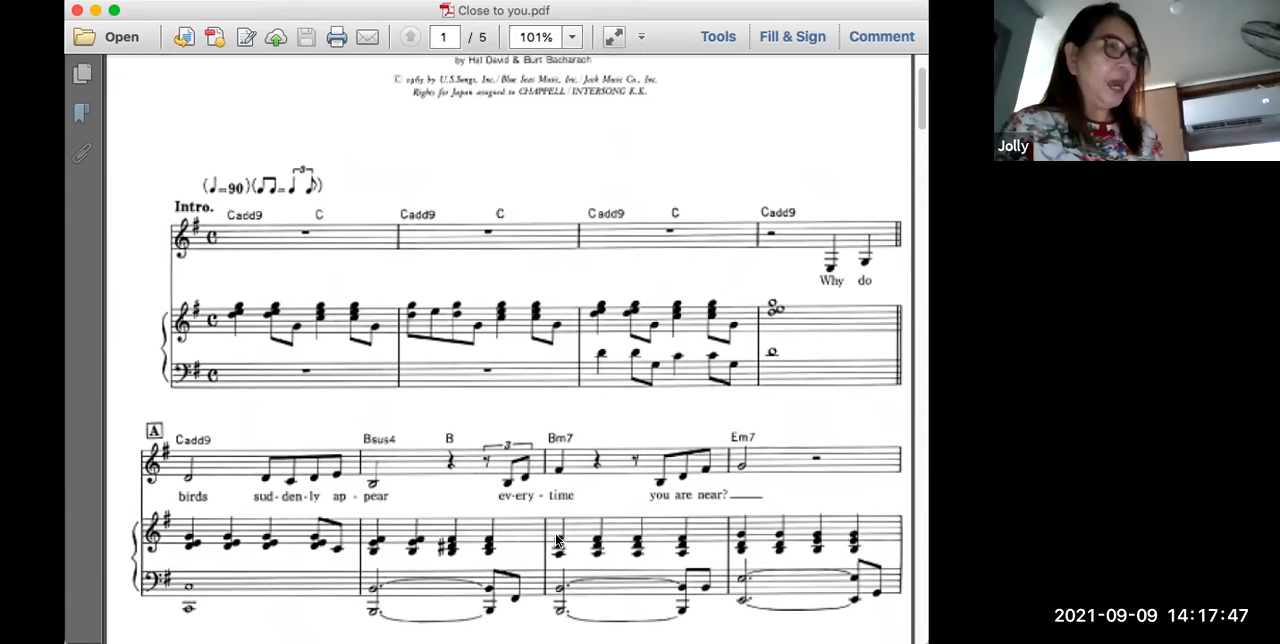 Close to you.pdf
Open
1 / 5
101%
Tools
Fill & Sign
Comment
by Hal David & Burt Bacharach
© 1963 by U.S.Songs, Inc./Blue Seas Music, Inc./Jack Music Co., Inc.
Rights for Japan assigned to CHAPPELL/INTERSONG K.K.
(♩=90)(♫=♩ ♪)
3
Intro.
Cadd9 C Cadd9 C Cadd9 C Cadd9
Why do
A
Cadd9 Bsus4 B Bm7 Em7
3
birds sud-den-ly ap-pear ev-ery-time you are near?
Jolly
2021-09-09 14:17:47